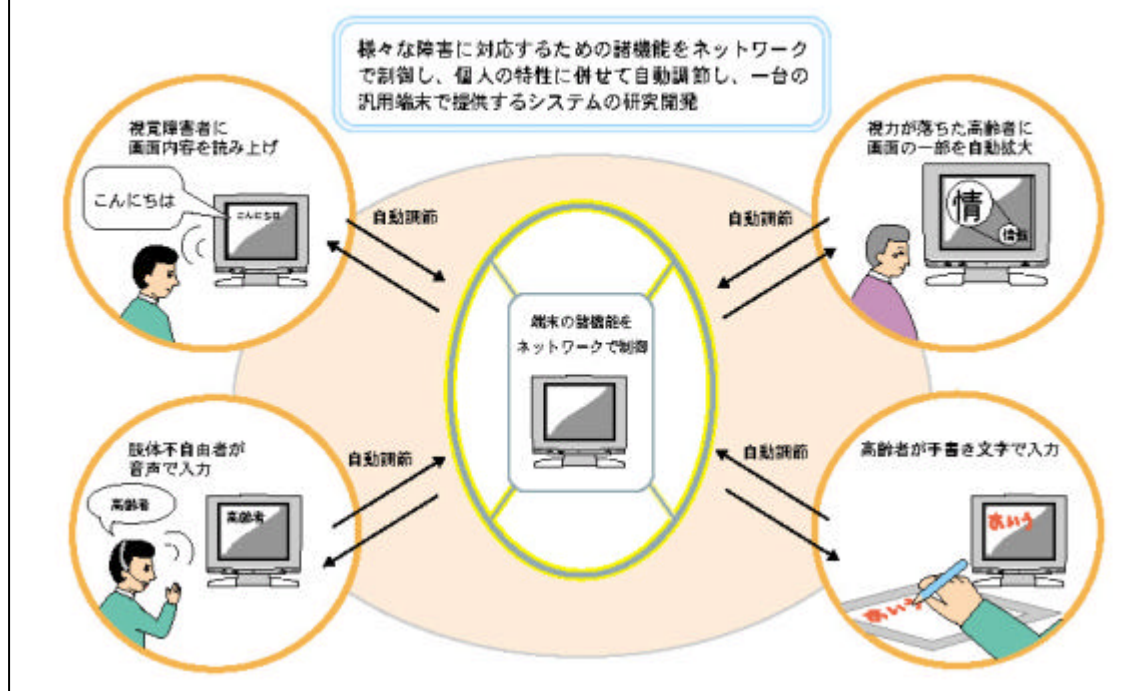 様々な障害に対応するための諸機能をネットワーク
で制御し、個人の特性に併せて自動調節し、一台の
汎用端末で提供するシステムの研究開発
視覚障害者に
画面内容を読み上げ
こんにちは
こんにちは
自動調節
視力が落ちた高齢者に
画面の一部を自動拡大
情
情報
自動調節
端末の諸機能を
ネットワークで制御
肢体不自由者が
音声で入力
高齢者
高齢者
自動調節
高齢者が手書き文字で入力
あいう
あいう
自動調節